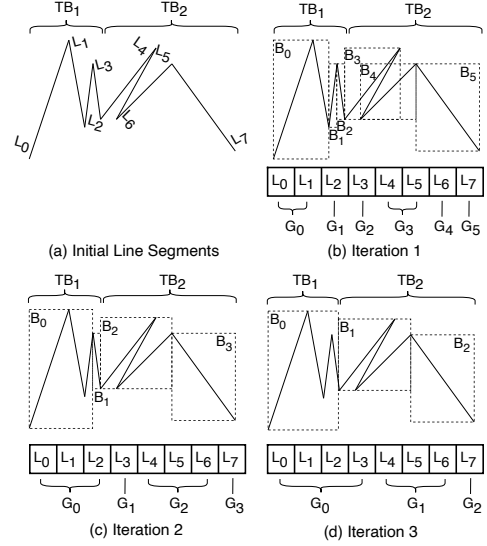 TB1 TB2
L1 L4 L5
L3
L0 L2 L6 L7
(a) Initial Line Segments
TB1 TB2
B0 B3 B4 B5
B1 B2
L0 L1 L2 L3 L4 L5 L6 L7
G0 G1 G2 G3 G4 G5
(b) Iteration 1
TB1 TB2
B0 B2 B3
B1
L0 L1 L2 L3 L4 L5 L6 L7
G0 G1 G2 G3
(c) Iteration 2
TB1 TB2
B0 B1 B2
L0 L1 L2 L3 L4 L5 L6 L7
G0 G1 G2
(d) Iteration 3